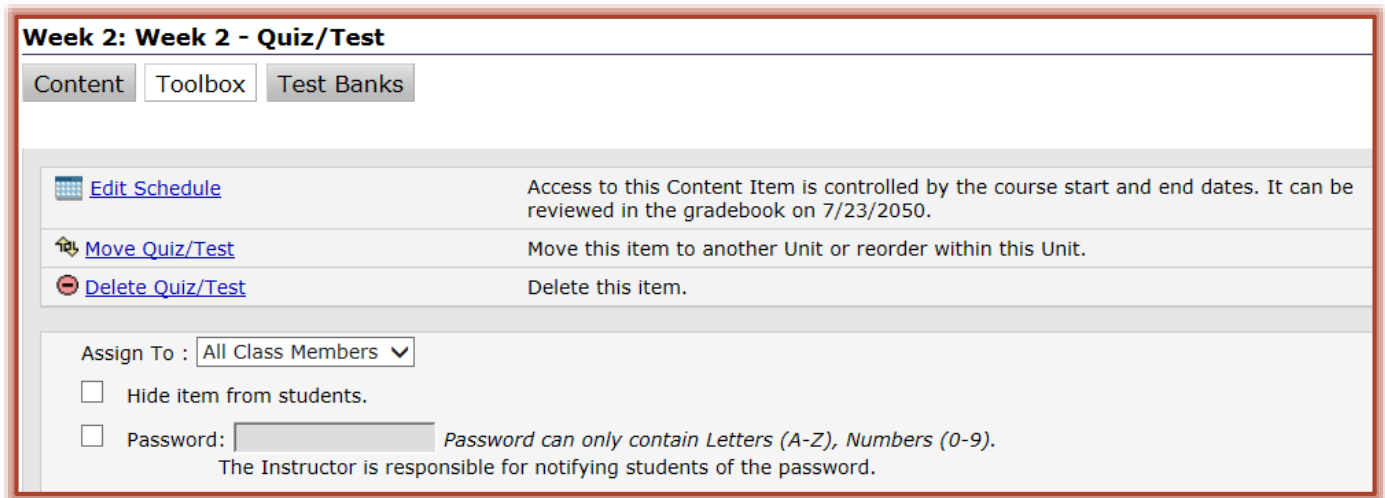 Week 2: Week 2 - Quiz/Test
Content Toolbox Test Banks
Edit Schedule Access to this Content Item is controlled by the course start and end dates. It can be
reviewed in the gradebook on 7/23/2050.
Move Quiz/Test Move this item to another Unit or reorder within this Unit.
Delete Quiz/Test Delete this item.
Assign To : All Class Members
Hide item from students.
Password: Password can only contain Letters (A-Z), Numbers (0-9).
The Instructor is responsible for notifying students of the password.